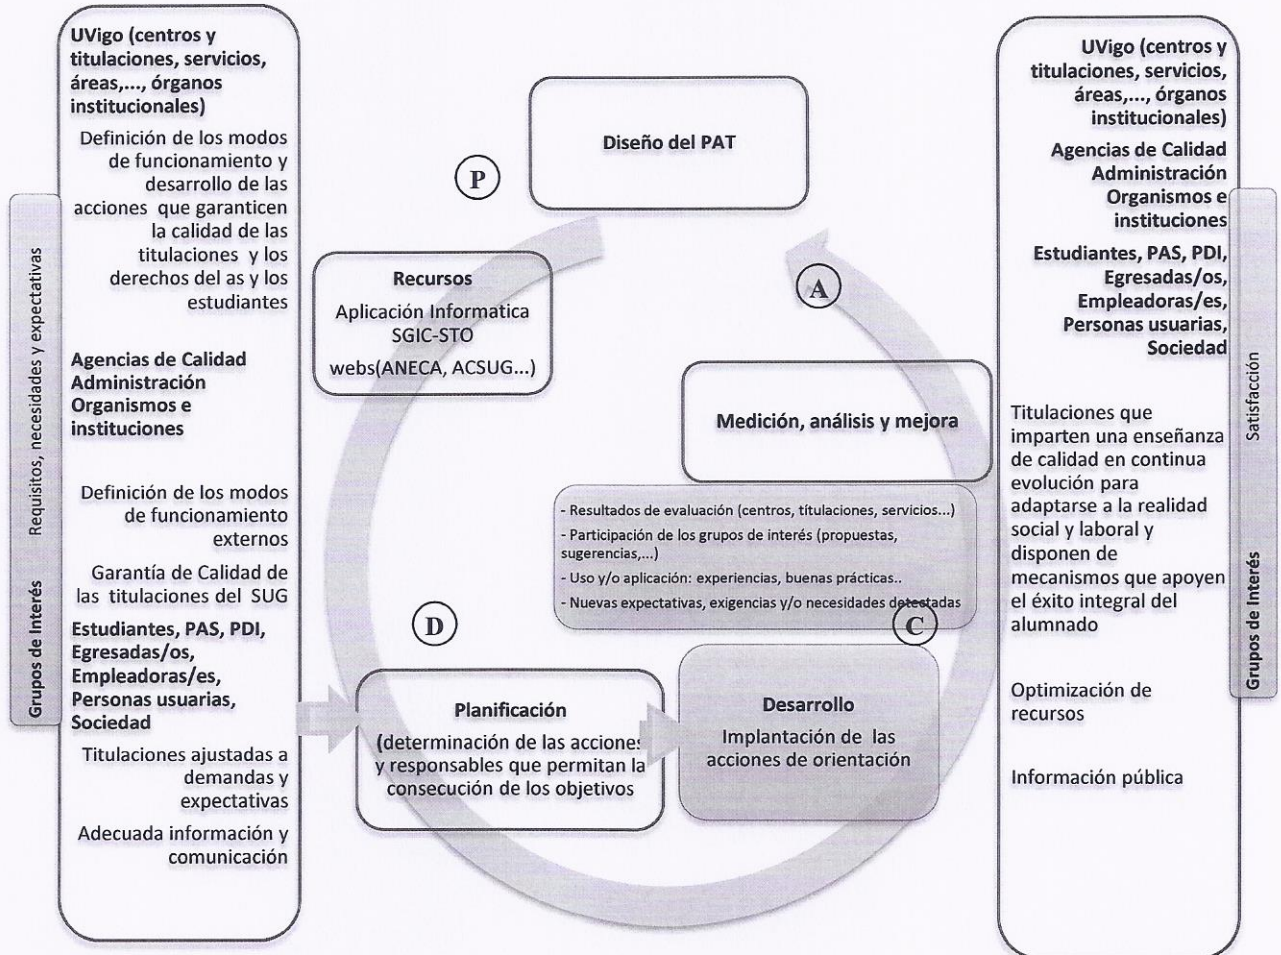 Grupos de Interés
Requisitos, necesidades y expectativas
UVigo (centros y
titulaciones, servicios,
áreas,..., órganos
institucionales)
Definición de los modos
de funcionamiento y
desarrollo de las
acciones que garanticen
la calidad de las
titulaciones y los
derechos del as y los
estudiantes
Agencias de Calidad
Administración
Organismos e
instituciones
Definición de los modos
de funcionamiento
externos
Garantía de Calidad de
las titulaciones del SUG
Estudiantes, PAS, PDI,
Egresadas/os,
Empleadoras/es,
Personas usuarias,
Sociedad
Titulaciones ajustadas a
demandas y
expectativas
Adecuada información y
comunicación
Diseño del PAT
P
Recursos
Aplicación Informatica
SGIC-STO
webs(ANECA, ACSUG...)
A
Medición, análisis y mejora
- Resultados de evaluación (centros, títulaciones, servicios...)
- Participación de los grupos de interés (propuestas,
sugerencias,...)
- Uso y/o aplicación: experiencias, buenas prácticas..
- Nuevas expectativas, exigencias y/o necesidades detectadas
D
C
Planificación
(determinación de las acciones
y responsables que permitan la
consecución de los objetivos
Desarrollo
Implantación de las
acciones de orientación
UVigo (centros y
titulaciones, servicios,
áreas,..., órganos
institucionales)
Agencias de Calidad
Administración
Organismos e
instituciones
Estudiantes, PAS, PDI,
Egresadas/os,
Empleadoras/es,
Personas usuarias,
Sociedad
Titulaciones que
imparten una enseñanza
de calidad en continua
evolución para
adaptarse a la realidad
social y laboral y
disponen de
mecanismos que apoyen
el éxito integral del
alumnado
Optimización de
recursos
Información pública
Grupos de Interés
Satisfacción